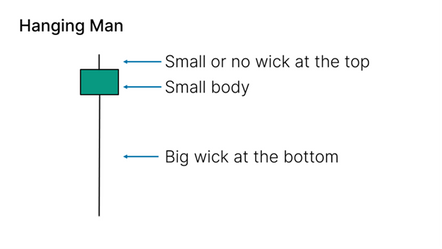 Hanging Man
Small or no wick at the top
Small body
Big wick at the bottom